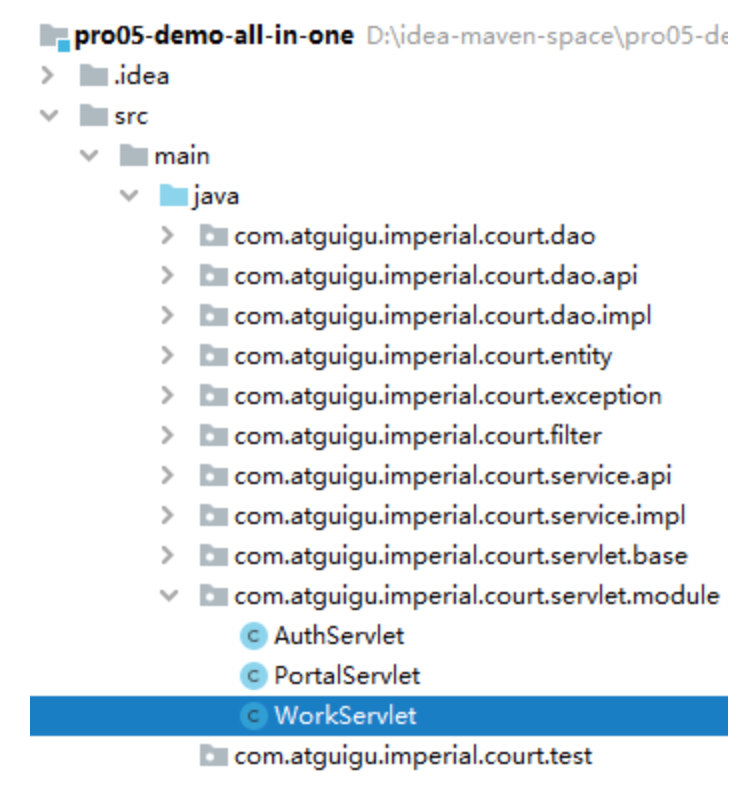 pro05-demo-all-in-one D:\idea-maven-space\pro05-de
.idea
src
main
java
com.atguigu.imperial.court.dao
com.atguigu.imperial.court.dao.api
com.atguigu.imperial.court.dao.impl
com.atguigu.imperial.court.entity
com.atguigu.imperial.court.exception
com.atguigu.imperial.court.filter
com.atguigu.imperial.court.service.api
com.atguigu.imperial.court.service.impl
com.atguigu.imperial.court.servlet.base
com.atguigu.imperial.court.servlet.module
C AuthServlet
C PortalServlet
C WorkServlet
com.atguigu.imperial.court.test